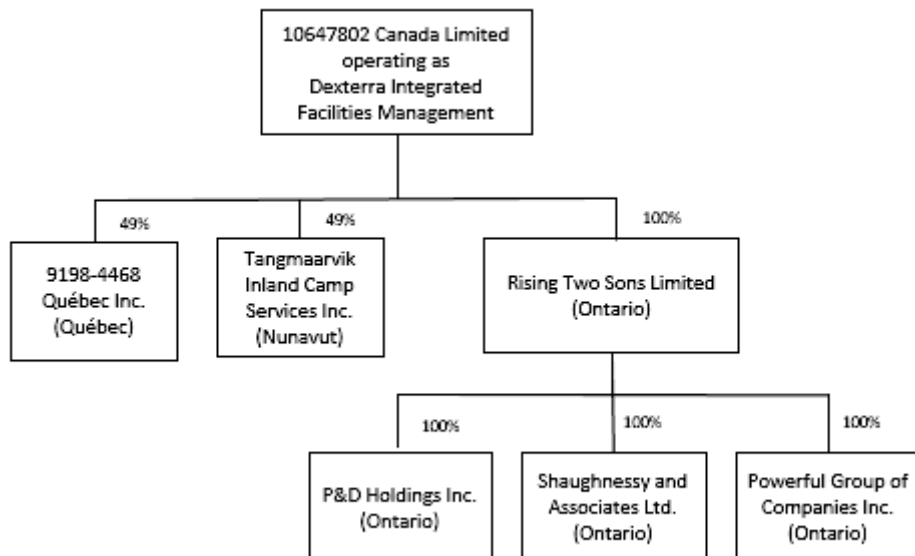 10647802 Canada Limited
operating as
Dexterra Integrated
Facilities Management
49%
49%
100%
9198-4468
Québec Inc.
(Québec)
Tangmaarvik
Inland Camp
Services Inc.
(Nunavut)
Rising Two Sons Limited
(Ontario)
100%
100%
100%
P&D Holdings Inc.
(Ontario)
Shaughnessy and
Associates Ltd.
(Ontario)
Powerful Group of
Companies Inc.
(Ontario)